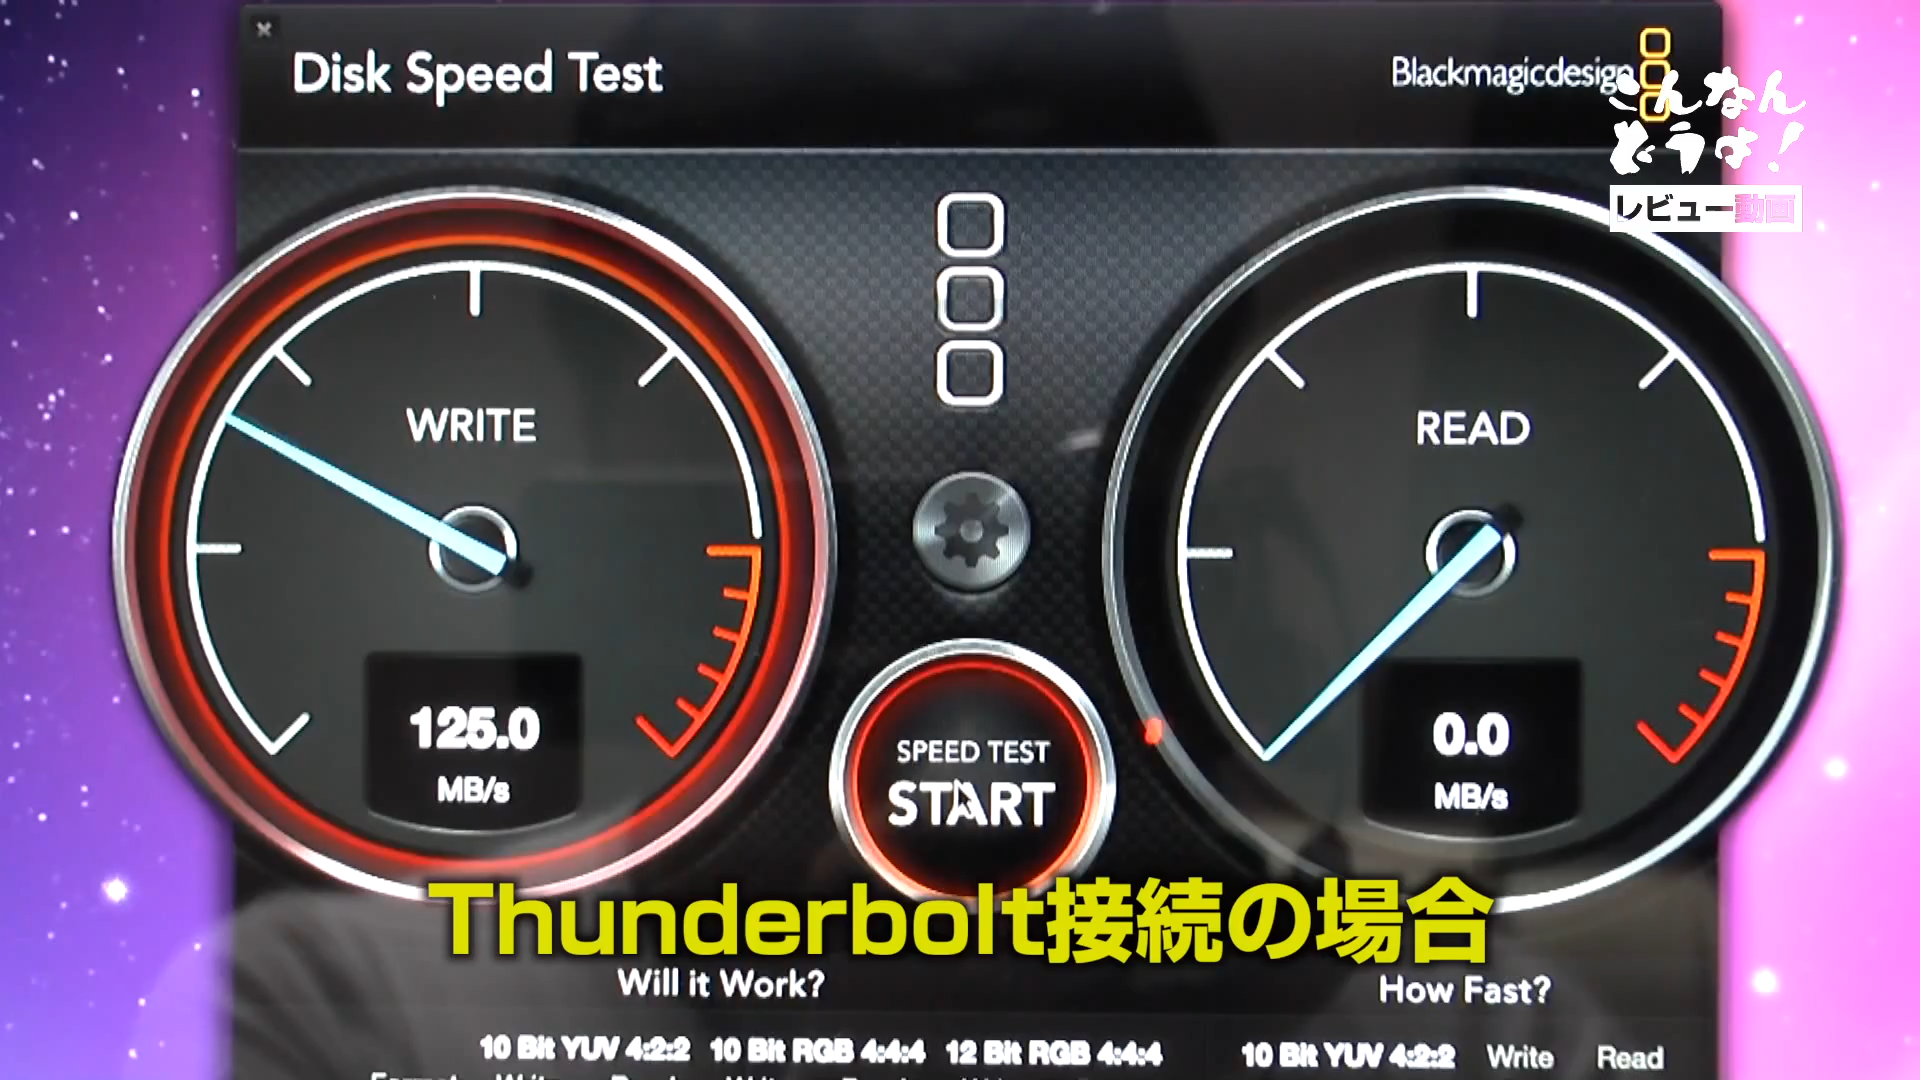 Disk Speed Test
Blackmagicdesign
こんなん
どうよ!
レビュー動画
WRITE
READ
125.0
MB/s
0.0
MB/s
SPEED TEST
START
Thunderbolt接続の場合
Will it Work?
How Fast?
10 Bit YUV 4:2:2 10 Bit RGB 4:4:4 12 Bit RGB 4:4:4
10 Bit YUV 4:2:2 Write Read